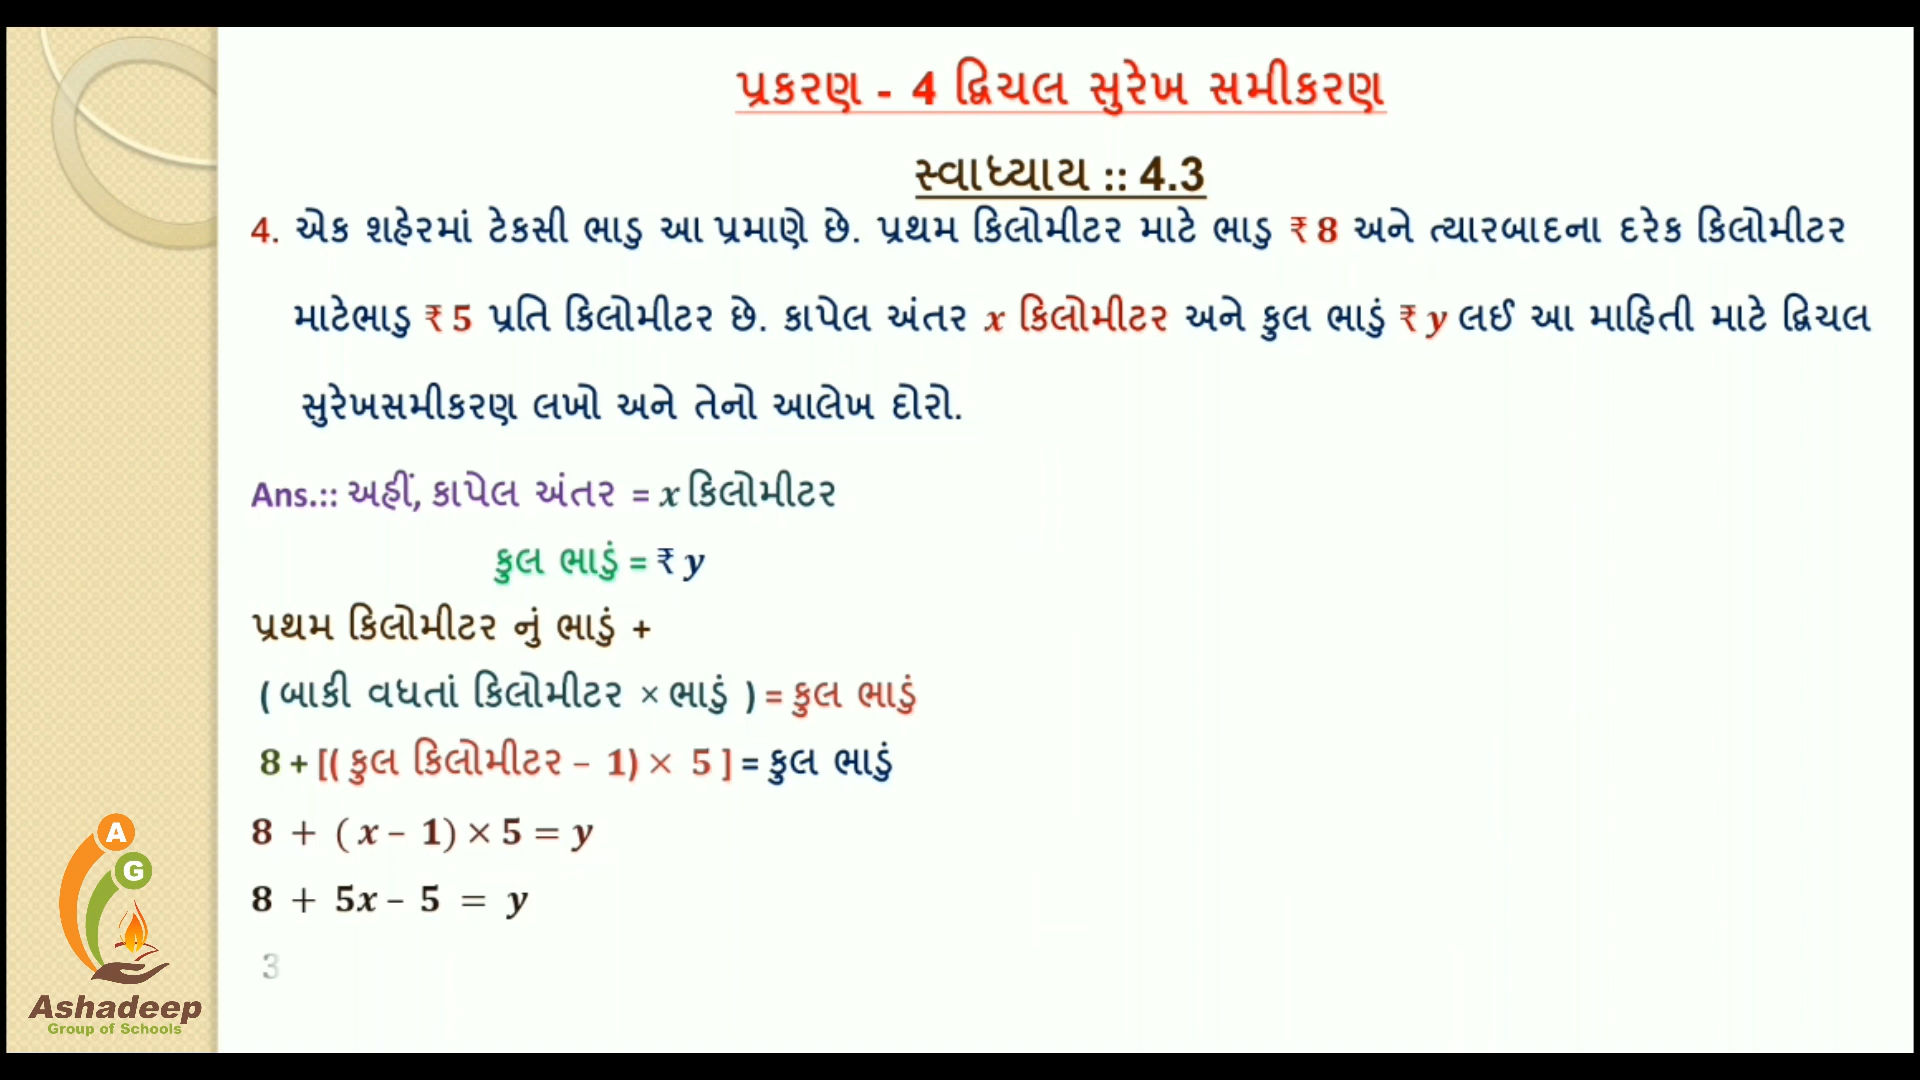 પ્રકરણ - 4 દ્વિચલ સુરેખ સમીકરણ
સ્વાધ્યાય :: 4.3
4. એક શહેરમાં ટેકસી ભાડુ આ પ્રમાણે છે. પ્રથમ કિલોમીટર માટે ભાડુ ₹ 8 અને ત્યારબાદના દરેક કિલોમીટર
માટેભાડુ ₹ 5 પ્રતિ કિલોમીટર છે. કાપેલ અંતર x કિલોમીટર અને કુલ ભાડું ₹ y લઈ આ માહિતી માટે દ્વિચલ
સુરેખસમીકરણ લખો અને તેનો આલેખ દોરો.
Ans.:: અહીં, કાપેલ અંતર = x કિલોમીટર
કુલ ભાડું = ₹ y
પ્રથમ કિલોમીટર નું ભાડું +
( બાકી વધતાં કિલોમીટર × ભાડું ) = કુલ ભાડું
8 + [( કુલ કિલોમીટર – 1) × 5 ] = કુલ ભાડું
8 + ( x – 1) × 5 = y
8 + 5x – 5 = y
3
A
G
Ashadeep
Group of Schools